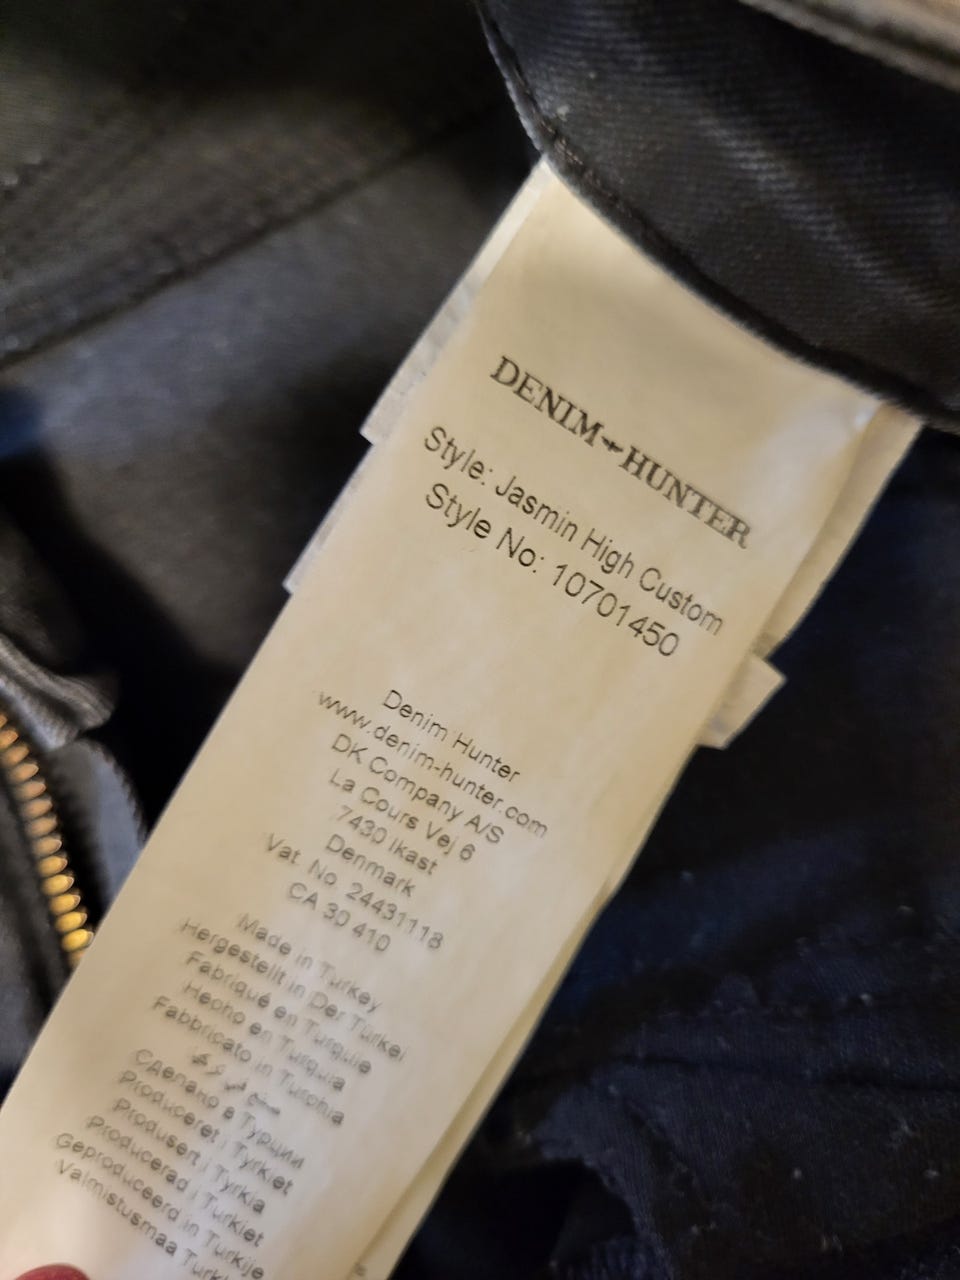 DENIM HUNTER
Style: Jasmin High Custom
Style No: 10701450
Denim Hunter
www.denim-hunter.com
DK Company A/S
La Cours Vej 6
7430 Ikast
Denmark
Vat. No. 24431118
CA 30 410
Made in Turkey
Hergestellt in Der Türkei
Fabriqué en Turquie
Hecho en Turquia
Fabbricato in Turchia
Сделано в Турции
Produceret i Tyrkiet
Produsert i Tyrkia
Producerad i Turkiet
Geproduceerd in Turkije
Valmistusmaa